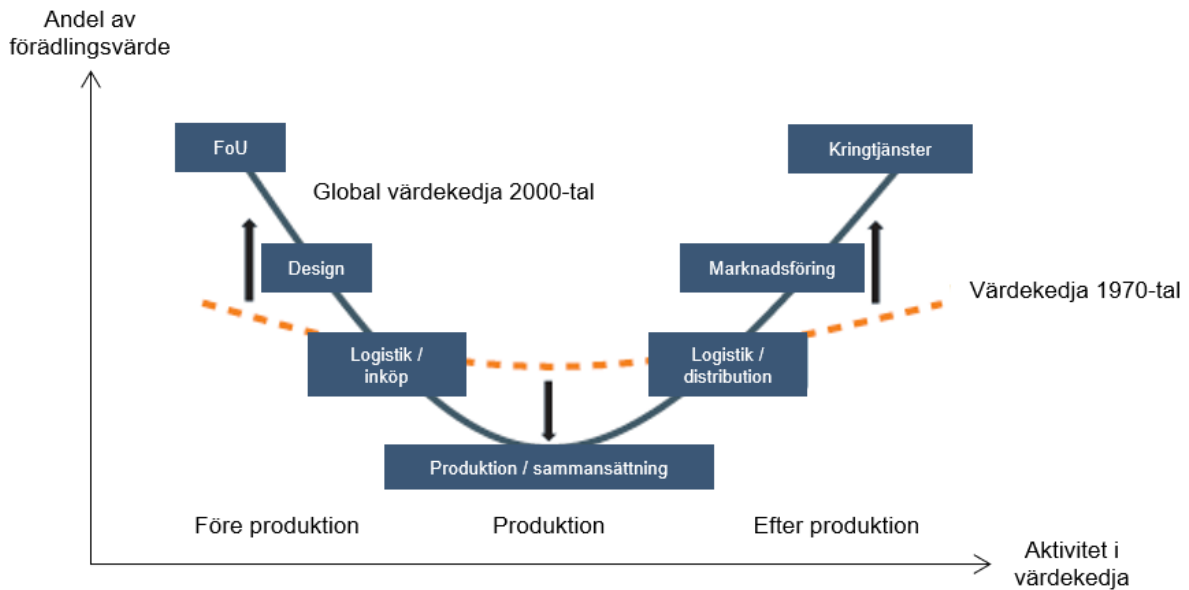 Andel av
förädlingsvärde
FoU
Kringtjänster
Global värdekedja 2000-tal
Design
Marknadsföring
Värdekedja 1970-tal
Logistik /
inköp
Logistik /
distribution
Produktion / sammansättning
Före produktion
Produktion
Efter produktion
Aktivitet i
värdekedja